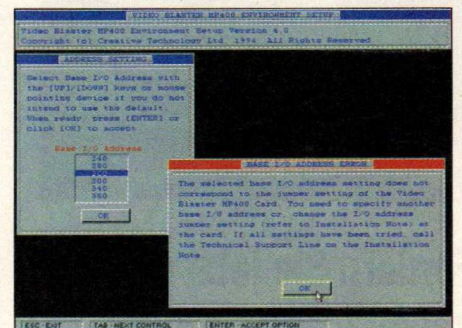 VIDEO BLASTER MP400 ENVIRONMENT SETUP
Video Blaster MP400 Environment Setup Version 4.0
Copyright (c) Creative Technology Ltd 1994 All Rights Reserved
ADDRESS SETTING
Select Base I/O Address with
the [UP]/[DOWN] keys or mouse
pointing device if you do not
intend to use the default.
When ready, press [ENTER] or
click [OK] to accept
Base I/O Address
240
280
300
340
OK
BASE I/O ADDRESS ERROR
The selected base I/O address setting does not
correspond to the jumper setting of the Video
Blaster MP400 Card. You need to specify another
base I/O address or, change the I/O address
jumper setting (refer to Installation Note) at
the card. If all settings have been tried, call
the Technical Support Line on the Installation
Note.
OK
ESC-EXIT
TAB-NEXT CONTROL
ENTER-ACCEPT OPTION